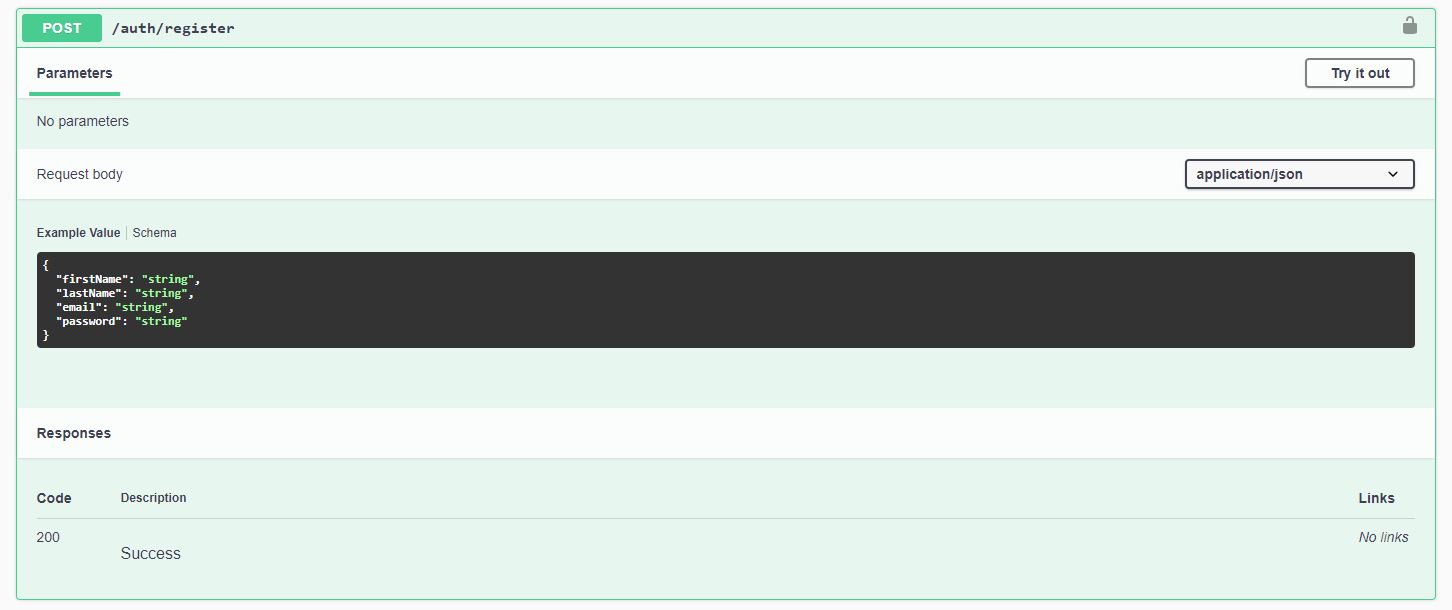 POST /auth/register
Parameters Try it out
No parameters
Request body application/json
Example Value Schema
{
  "firstName": "string",
  "lastName": "string",
  "email": "string",
  "password": "string"
}
Responses
Code Description Links
200 No links
Success